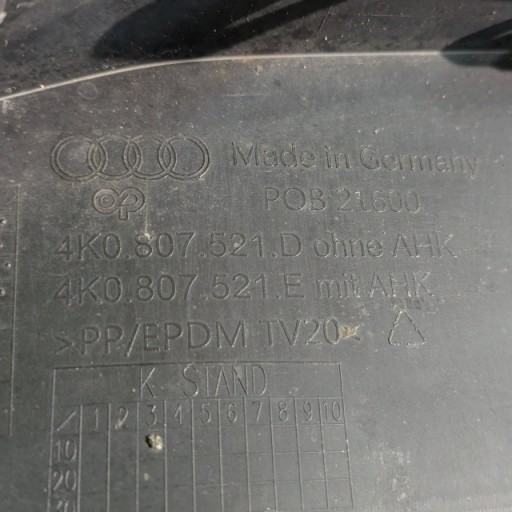 Made in Germany
POB 21600
4K0.807.521.D ohne AHK
4K0.807.521.E mit AHK
>PP/EPDM TV20<
K STAND
1 2 3 4 5 6 7 8 9 10
10
20